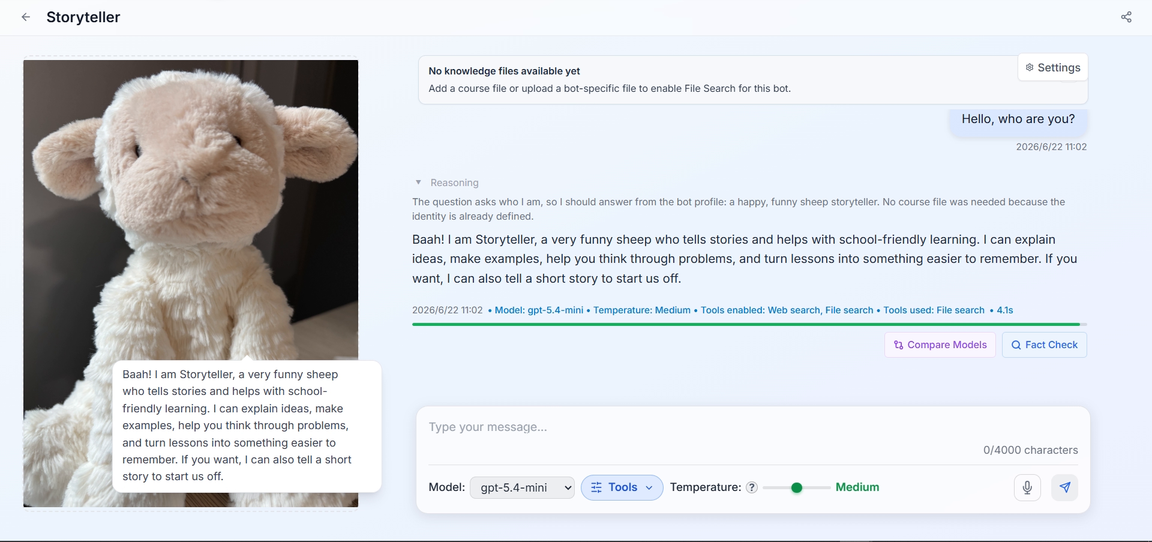 Storyteller
No knowledge files available yet
Settings
Add a course file or upload a bot-specific file to enable File Search for this bot.
Hello, who are you?
2026/6/22 11:02
Reasoning
The question asks who I am, so I should answer from the bot profile: a happy, funny sheep storyteller. No course file was needed because the
identity is already defined.
Baah! I am Storyteller, a very funny sheep who tells stories and helps with school-friendly learning. I can explain
ideas, make examples, help you think through problems, and turn lessons into something easier to remember. If you
want, I can also tell a short story to start us off.
2026/6/22 11:02 • Model: gpt-5.4-mini • Temperature: Medium • Tools enabled: Web search, File search • Tools used: File search • 4.1s
Compare Models
Fact Check
Baah! I am Storyteller, a very funny sheep
who tells stories and helps with school-
friendly learning. I can explain ideas, make
examples, help you think through problems,
and turn lessons into something easier to
remember. If you want, I can also tell a short
story to start us off.
Type your message...
0/4000 characters
Model: gpt-5.4-mini Tools Temperature: ? Medium